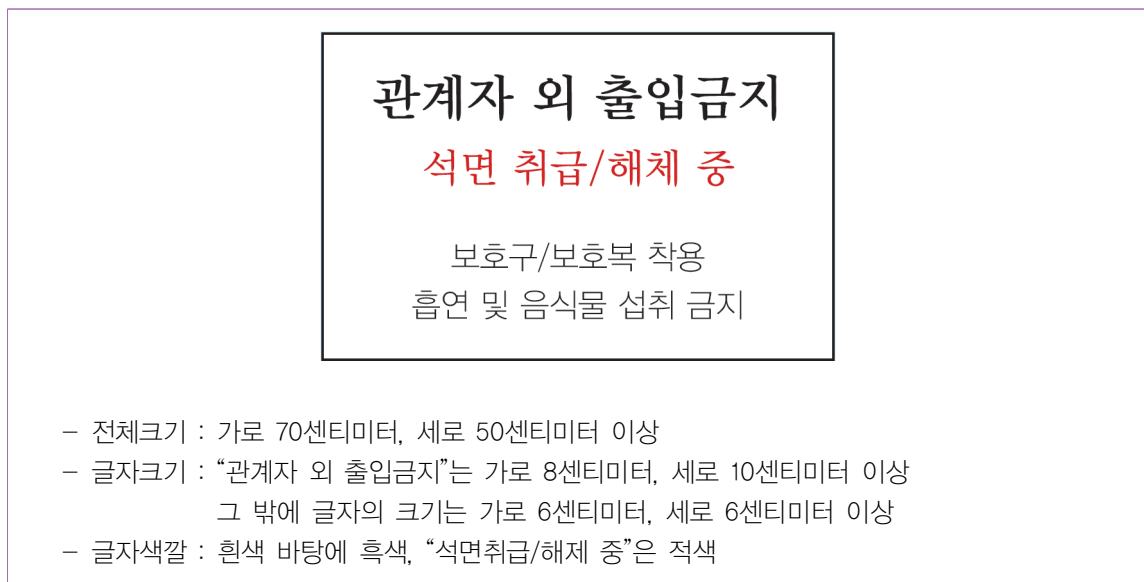 관계자 외 출입금지
석면 취급/해체 중
보호구/보호복 착용
흡연 및 음식물 섭취 금지
- 전체크기 : 가로 70센티미터, 세로 50센티미터 이상
- 글자크기 : “관계자 외 출입금지”는 가로 8센티미터, 세로 10센티미터 이상
그 밖에 글자의 크기는 가로 6센티미터, 세로 6센티미터 이상
- 글자색깔 : 흰색 바탕에 흑색, “석면취급/해제 중”은 적색